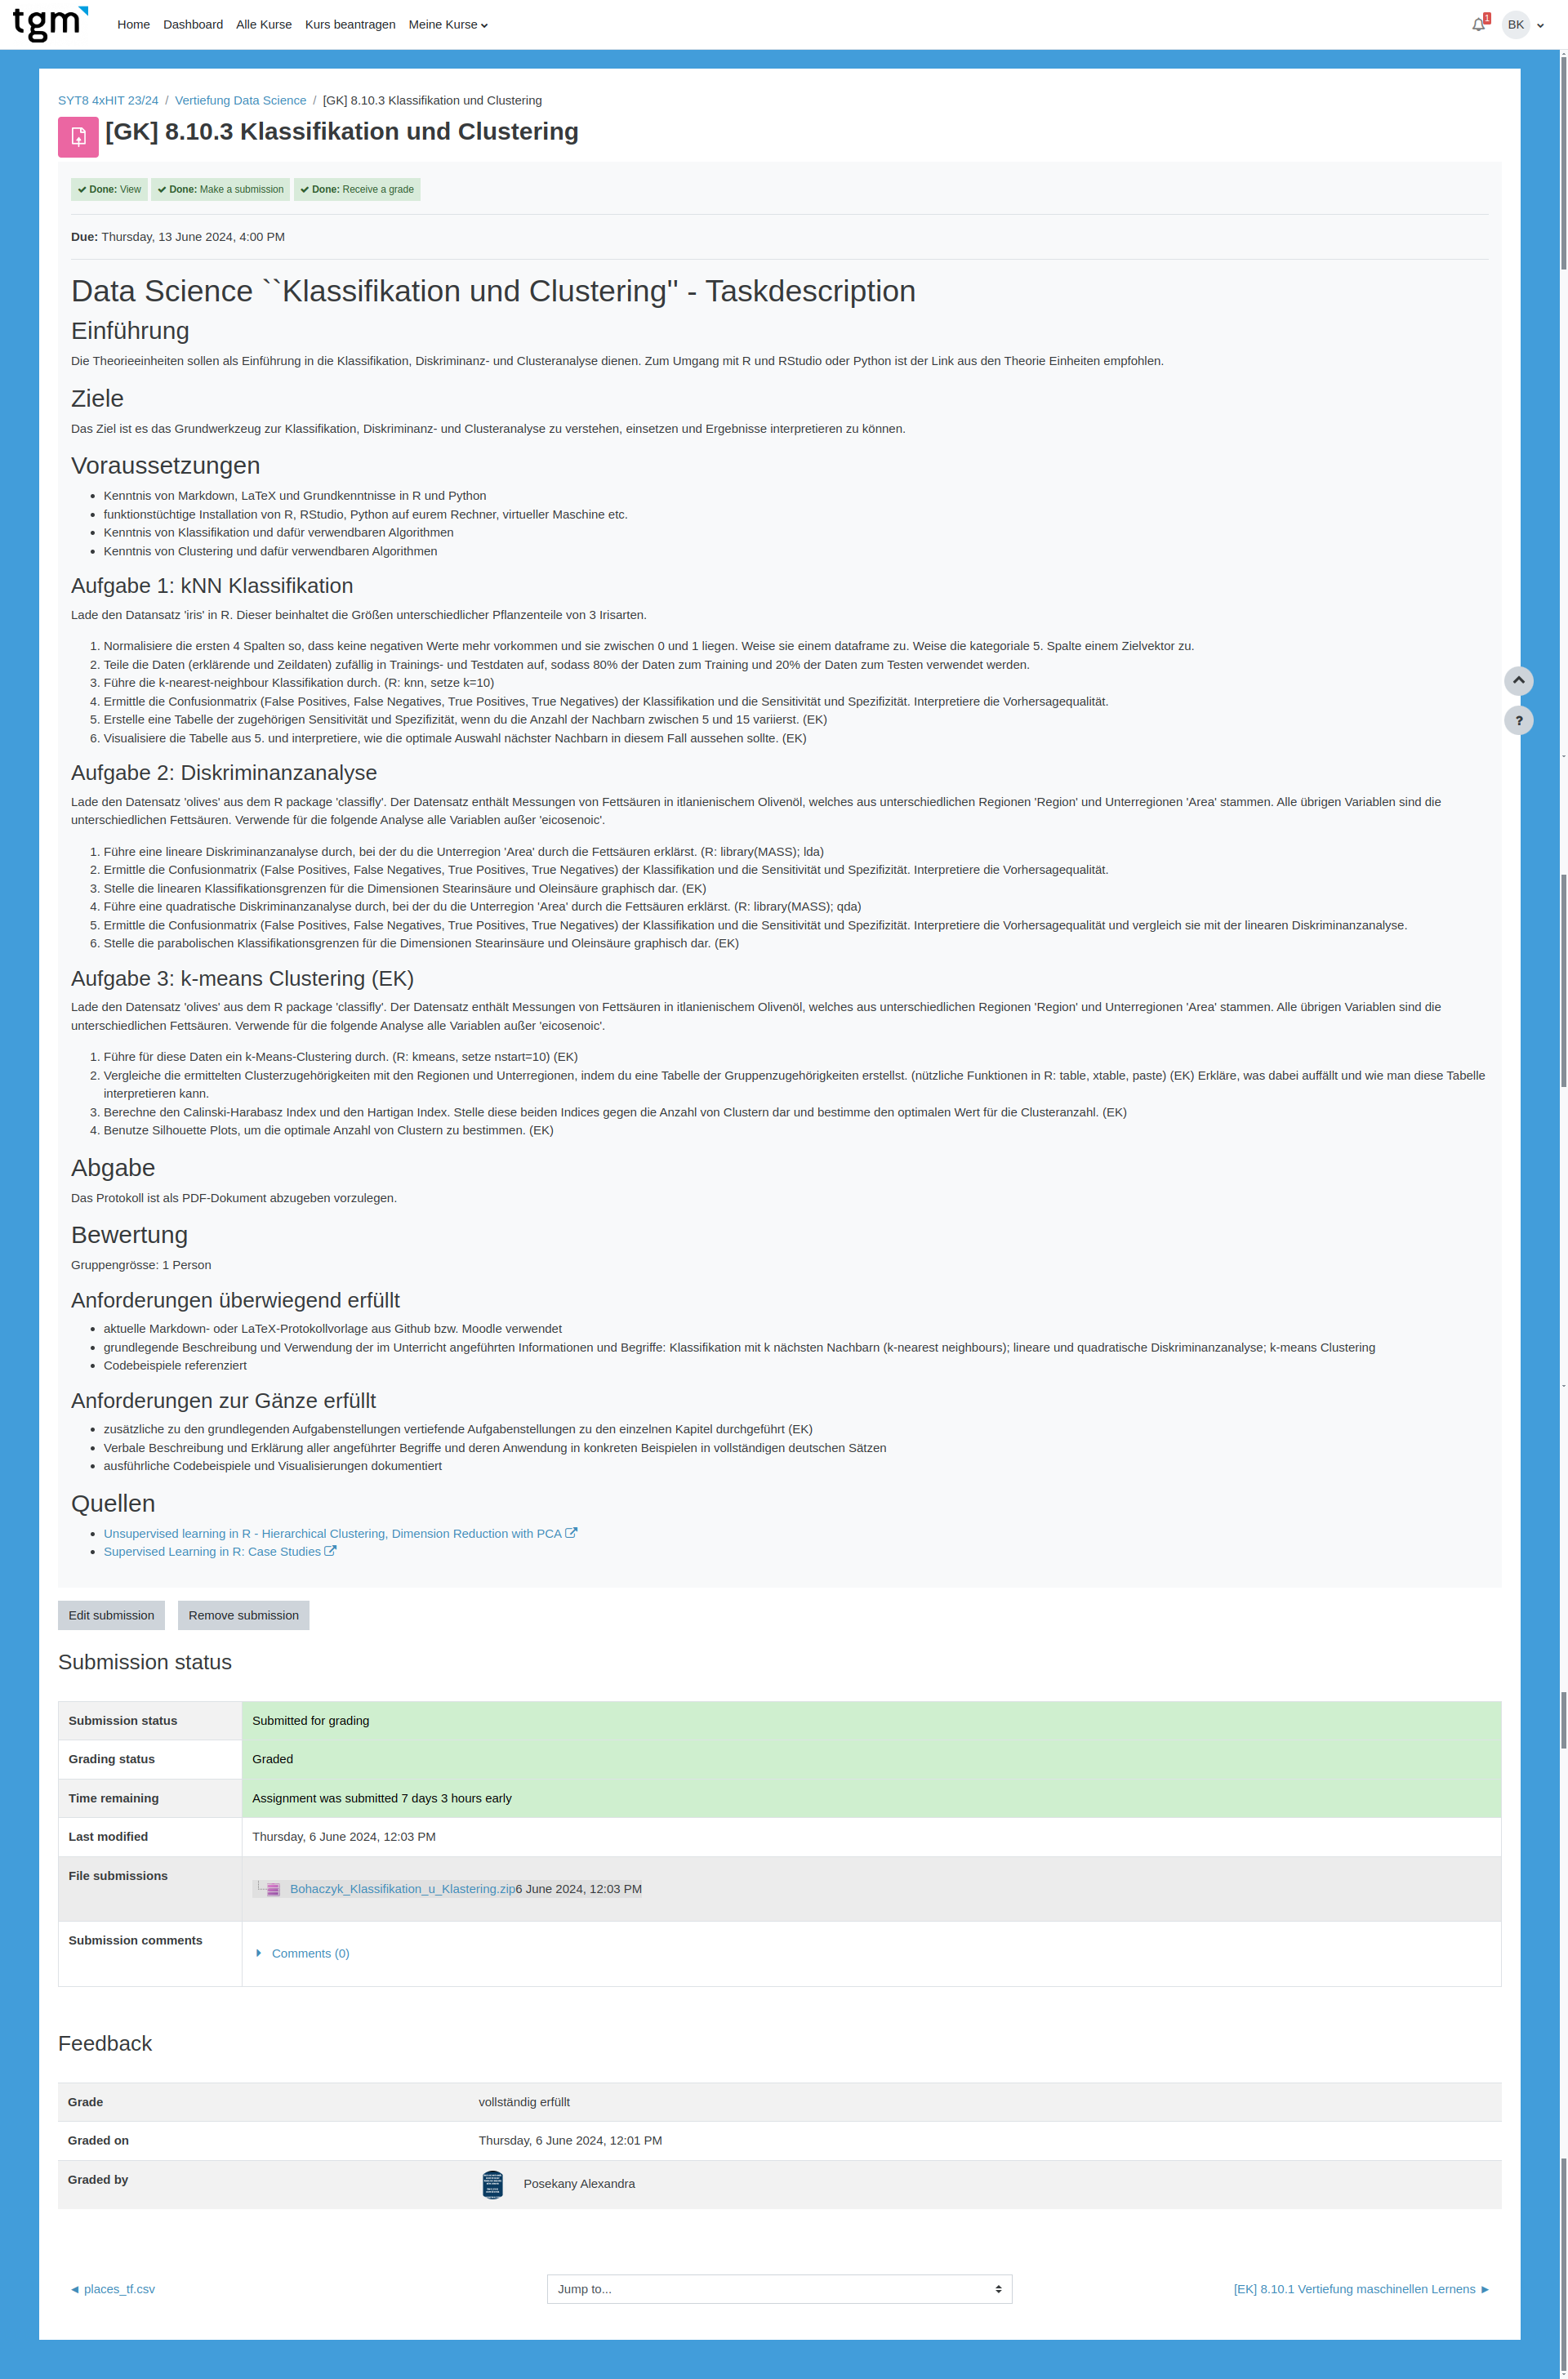 tgm
Home Dashboard Alle Kurse Kurs beantragen Meine Kurse
1
BK
SYT8 4xHIT 23/24 / Vertiefung Data Science / [GK] 8.10.3 Klassifikation und Clustering
[GK] 8.10.3 Klassifikation und Clustering
Done: View Done: Make a submission Done: Receive a grade
Due: Thursday, 13 June 2024, 4:00 PM
Data Science ``Klassifikation und Clustering'' - Taskdescription
Einführung
Die Theorieeinheiten sollen als Einführung in die Klassifikation, Diskriminanz- und Clusteranalyse dienen. Zum Umgang mit R und RStudio oder Python ist der Link aus den Theorie Einheiten empfohlen.
Ziele
Das Ziel ist es das Grundwerkzeug zur Klassifikation, Diskriminanz- und Clusteranalyse zu verstehen, einsetzen und Ergebnisse interpretieren zu können.
Voraussetzungen
• Kenntnis von Markdown, LaTeX und Grundkenntnisse in R und Python
• funktionstüchtige Installation von R, RStudio, Python auf eurem Rechner, virtueller Maschine etc.
• Kenntnis von Klassifikation und dafür verwendbaren Algorithmen
• Kenntnis von Clustering und dafür verwendbaren Algorithmen
Aufgabe 1: kNN Klassifikation
Lade den Datansatz 'iris' in R. Dieser beinhaltet die Größen unterschiedlicher Pflanzenteile von 3 Irisarten.
1. Normalisiere die ersten 4 Spalten so, dass keine negativen Werte mehr vorkommen und sie zwischen 0 und 1 liegen. Weise sie einem dataframe zu. Weise die kategoriale 5. Spalte einem Zielvektor zu.
2. Teile die Daten (erklärende und Zeildaten) zufällig in Trainings- und Testdaten auf, sodass 80% der Daten zum Training und 20% der Daten zum Testen verwendet werden.
3. Führe die k-nearest-neighbour Klassifikation durch. (R: knn, setze k=10)
4. Ermittle die Confusionmatrix (False Positives, False Negatives, True Positives, True Negatives) der Klassifikation und die Sensitivität und Spezifizität. Interpretiere die Vorhersagequalität.
5. Erstelle eine Tabelle der zugehörigen Sensitivität und Spezifizität, wenn du die Anzahl der Nachbarn zwischen 5 und 15 variierst. (EK)
6. Visualisiere die Tabelle aus 5. und interpretiere, wie die optimale Auswahl nächster Nachbarn in diesem Fall aussehen sollte. (EK)
?
Aufgabe 2: Diskriminanzanalyse
Lade den Datensatz 'olives' aus dem R package 'classifly'. Der Datensatz enthält Messungen von Fettsäuren in itlanienischem Olivenöl, welches aus unterschiedlichen Regionen 'Region' und Unterregionen 'Area' stammen. Alle übrigen Variablen sind die
unterschiedlichen Fettsäuren. Verwende für die folgende Analyse alle Variablen außer 'eicosenoic'.
1. Führe eine lineare Diskriminanzanalyse durch, bei der du die Unterregion 'Area' durch die Fettsäuren erklärst. (R: library(MASS); lda)
2. Ermittle die Confusionmatrix (False Positives, False Negatives, True Positives, True Negatives) der Klassifikation und die Sensitivität und Spezifizität. Interpretiere die Vorhersagequalität.
3. Stelle die linearen Klassifikationsgrenzen für die Dimensionen Stearinsäure und Oleinsäure graphisch dar. (EK)
4. Führe eine quadratische Diskriminanzanalyse durch, bei der du die Unterregion 'Area' durch die Fettsäuren erklärst. (R: library(MASS); qda)
5. Ermittle die Confusionmatrix (False Positives, False Negatives, True Positives, True Negatives) der Klassifikation und die Sensitivität und Spezifizität. Interpretiere die Vorhersagequalität und vergleich sie mit der linearen Diskriminanzanalyse.
6. Stelle die parabolischen Klassifikationsgrenzen für die Dimensionen Stearinsäure und Oleinsäure graphisch dar. (EK)
Aufgabe 3: k-means Clustering (EK)
Lade den Datensatz 'olives' aus dem R package 'classifly'. Der Datensatz enthält Messungen von Fettsäuren in itlanienischem Olivenöl, welches aus unterschiedlichen Regionen 'Region' und Unterregionen 'Area' stammen. Alle übrigen Variablen sind die
unterschiedlichen Fettsäuren. Verwende für die folgende Analyse alle Variablen außer 'eicosenoic'.
1. Führe für diese Daten ein k-Means-Clustering durch. (R: kmeans, setze nstart=10) (EK)
2. Vergleiche die ermittelten Clusterzugehörigkeiten mit den Regionen und Unterregionen, indem du eine Tabelle der Gruppenzugehörigkeiten erstellst. (nützliche Funktionen in R: table, xtable, paste) (EK) Erkläre, was dabei auffällt und wie man diese Tabelle
interpretieren kann.
3. Berechne den Calinski-Harabasz Index und den Hartigan Index. Stelle diese beiden Indices gegen die Anzahl von Clustern dar und bestimme den optimalen Wert für die Clusteranzahl. (EK)
4. Benutze Silhouette Plots, um die optimale Anzahl von Clustern zu bestimmen. (EK)
Abgabe
Das Protokoll ist als PDF-Dokument abzugeben vorzulegen.
Bewertung
Gruppengrösse: 1 Person
Anforderungen überwiegend erfüllt
• aktuelle Markdown- oder LaTeX-Protokollvorlage aus Github bzw. Moodle verwendet
• grundlegende Beschreibung und Verwendung der im Unterricht angeführten Informationen und Begriffe: Klassifikation mit k nächsten Nachbarn (k-nearest neighbours); lineare und quadratische Diskriminanzanalyse; k-means Clustering
• Codebeispiele referenziert
Anforderungen zur Gänze erfüllt
• zusätzliche zu den grundlegenden Aufgabenstellungen vertiefende Aufgabenstellungen zu den einzelnen Kapitel durchgeführt (EK)
• Verbale Beschreibung und Erklärung aller angeführter Begriffe und deren Anwendung in konkreten Beispielen in vollständigen deutschen Sätzen
• ausführliche Codebeispiele und Visualisierungen dokumentiert
Quellen
• Unsupervised learning in R - Hierarchical Clustering, Dimension Reduction with PCA
• Supervised Learning in R: Case Studies
Edit submission Remove submission
Submission status
Submission status Submitted for grading
Grading status Graded
Time remaining Assignment was submitted 7 days 3 hours early
Last modified Thursday, 6 June 2024, 12:03 PM
File submissions Bohaczyk_Klassifikation_u_Klastering.zip6 June 2024, 12:03 PM
Submission comments Comments (0)
Feedback
Grade vollständig erfüllt
Graded on Thursday, 6 June 2024, 12:01 PM
Graded by Posekany Alexandra
◄ places_tf.csv Jump to... [EK] 8.10.1 Vertiefung maschinellen Lernens ►